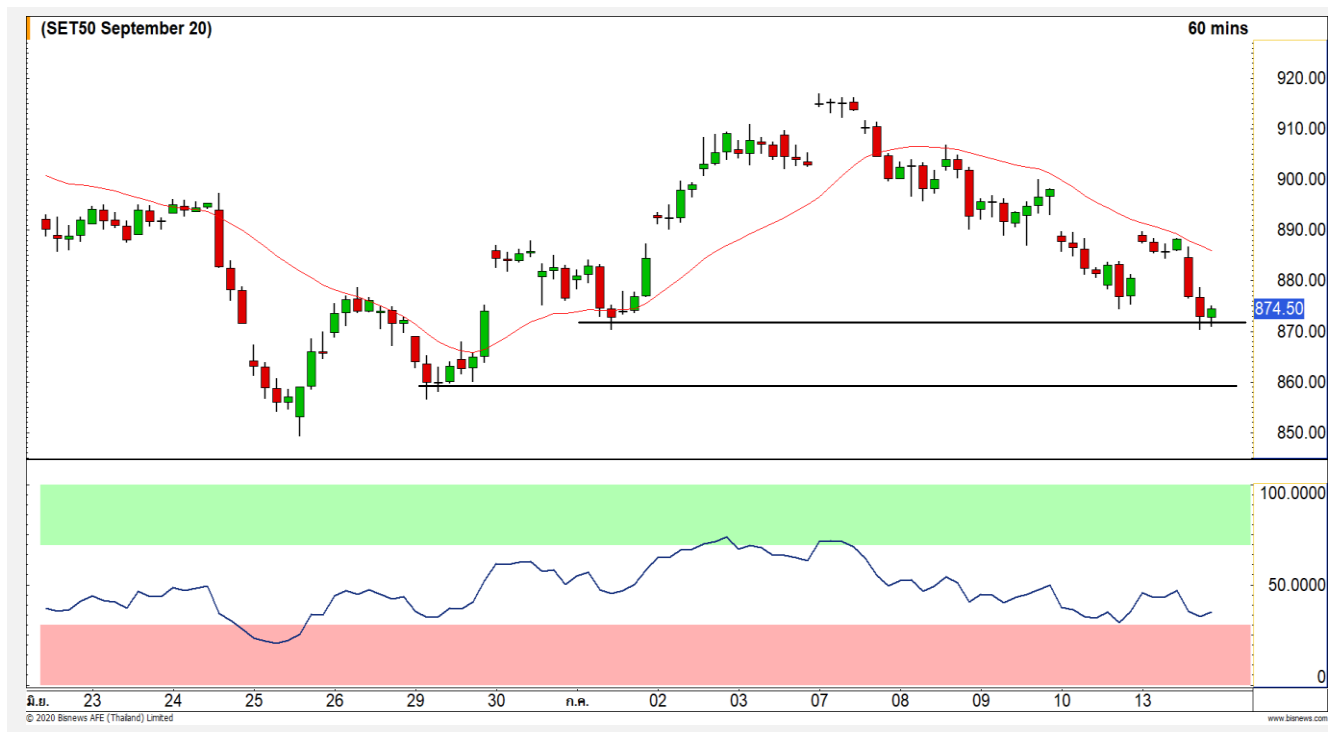 (SET50 September 20)
60 mins
920.00
910.00
900.00
890.00
880.00
874.50
870.00
860.00
850.00
100.0000
50.0000
0
มิ.ย. 23 24 25 26 29 30 ก.ค. 02 03 07 08 09 10 13
© 2020 Bisnews AFE (Thailand) Limited
www.bisnews.com